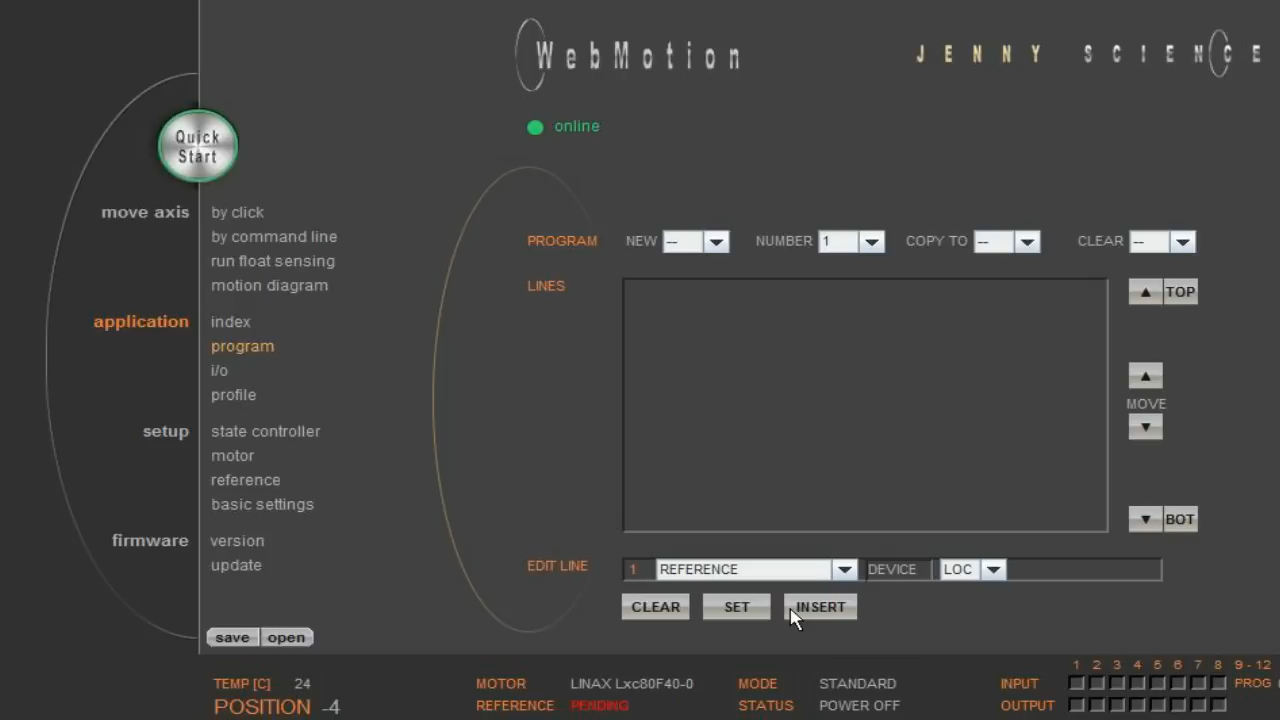 WebMotion
JENNY SCIENCE
online
Quick
Start
move axis
by click
by command line
run float sensing
motion diagram
application
index
program
i/o
profile
setup
state controller
motor
reference
basic settings
firmware
version
update
save open
PROGRAM NEW -- NUMBER 1 COPY TO -- CLEAR --
LINES
▲ TOP
▲
MOVE
▼
▼ BOT
EDIT LINE 1 REFERENCE DEVICE LOC
CLEAR SET INSERT
TEMP [C] 24
POSITION -4
MOTOR LINAX Lxc80F40-0
REFERENCE PENDING
MODE STANDARD
STATUS POWER OFF
1 2 3 4 5 6 7 8 9 - 12
INPUT PROG
OUTPUT